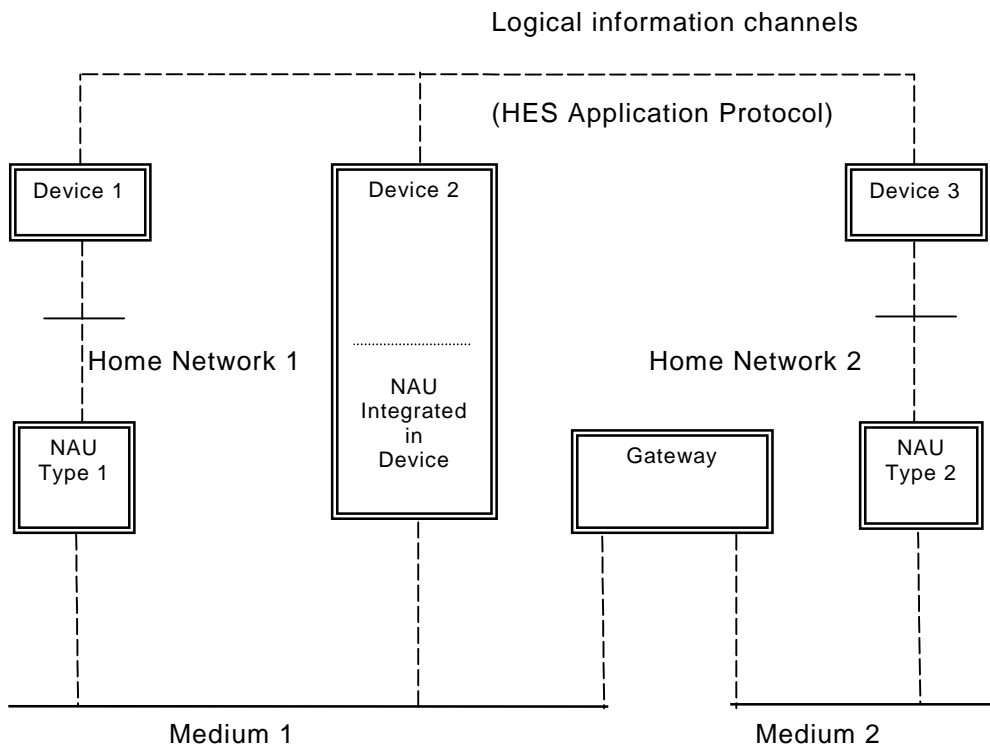 Logical information channels
(HES Application Protocol)
Device 1
Device 2
Device 3
Home Network 1
Home Network 2
NAU
Integrated
in
Device
NAU
Type 1
Gateway
NAU
Type 2
Medium 1
Medium 2